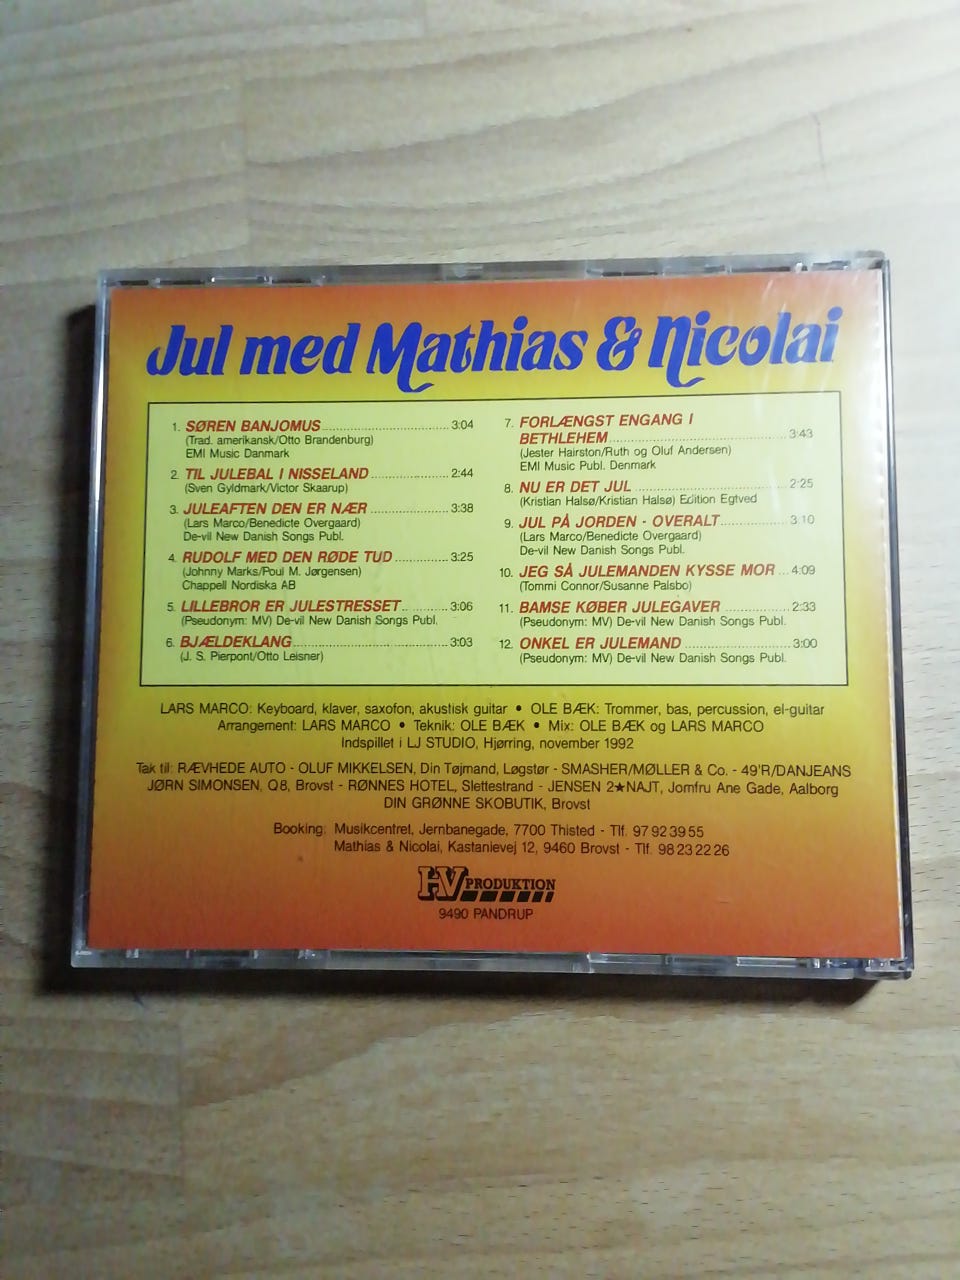 Jul med Mathias & Nicolai
1. SØREN BANJOMUS 3:04
(Trad. amerikansk/Otto Brandenburg)
EMI Music Danmark
2. TIL JULEBAL I NISSELAND 2:44
(Sven Gyldmark/Victor Skaarup)
3. JULEAFTEN DEN ER NÆR 3:38
(Lars Marco/Benedicte Overgaard)
De-vil New Danish Songs Publ.
4. RUDOLF MED DEN RØDE TUD 3:25
(Johnny Marks/Poul M. Jørgensen)
Chappell Nordiska AB
5. LILLEBROR ER JULESTRESSET 3:06
(Pseudonym: MV) De-vil New Danish Songs Publ.
6. BJÆLDEKLANG 3:03
(J. S. Pierpont/Otto Leisner)
7. FORLÆNGST ENGANG I
BETHLEHEM 3:43
(Jester Hairston/Ruth og Oluf Andersen)
EMI Music Publ. Denmark
8. NU ER DET JUL 2:25
(Kristian Halsø/Kristian Halsø) Edition Egtved
9. JUL PÅ JORDEN - OVERALT 3:10
(Lars Marco/Benedicte Overgaard)
De-vil New Danish Songs Publ.
10. JEG SÅ JULEMANDEN KYSSE MOR 4:09
(Tommi Connor/Susanne Palsbo)
11. BAMSE KØBER JULEGAVER 2:33
(Pseudonym: MV) De-vil New Danish Songs Publ.
12. ONKEL ER JULEMAND 3:00
(Pseudonym: MV) De-vil New Danish Songs Publ.
LARS MARCO: Keyboard, klaver, saxofon, akustisk guitar • OLE BÆK: Trommer, bas, percussion, el-guitar
Arrangement: LARS MARCO • Teknik: OLE BÆK • Mix: OLE BÆK og LARS MARCO
Indspillet i LJ STUDIO, Hjørring, november 1992
Tak til: RÆVHEDE AUTO - OLUF MIKKELSEN, Din Tøjmand, Løgstør - SMASHER/MØLLER & Co. - 49'R/DANJEANS
JØRN SIMONSEN, Q8, Brovst - RØNNES HOTEL, Slettestrand - JENSEN 2★NAJT, Jomfru Ane Gade, Aalborg
DIN GRØNNE SKOBUTIK, Brovst
Booking: Musikcentret, Jernbanegade, 7700 Thisted - Tlf. 97 92 39 55
Mathias & Nicolai, Kastanievej 12, 9460 Brovst - Tlf. 98 23 22 26
HV PRODUKTION
9490 PANDRUP